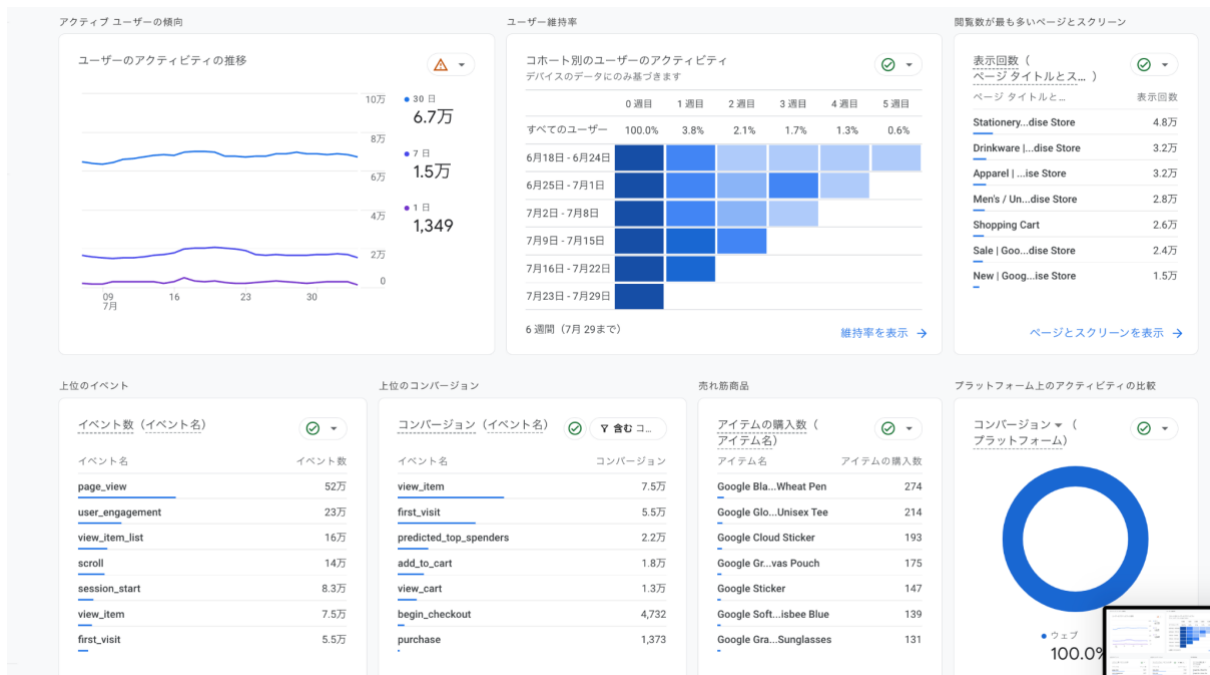 アクティブ ユーザーの傾向
ユーザーのアクティビティの推移
10万
8万
6万
4万
2万
0
09
7月
16
23
30
30 日
6.7万
7 日
1.5万
1 日
1,349
ユーザー維持率
コホート別のユーザーのアクティビティ
デバイスのデータにのみ基づきます
0 週目 1 週目 2 週目 3 週目 4 週目 5 週目
すべてのユーザー 100.0% 3.8% 2.1% 1.7% 1.3% 0.6%
6月18日 - 6月24日
6月25日 - 7月1日
7月2日 - 7月8日
7月9日 - 7月15日
7月16日 - 7月22日
7月23日 - 7月29日
6 週間（7月 29まで）
維持率を表示 →
閲覧数が最も多いページとスクリーン
表示回数（
ページ タイトルとス... ）
ページ タイトルと... 表示回数
Stationery...dise Store 4.8万
Drinkware |...dise Store 3.2万
Apparel | ...ise Store 3.2万
Men's / Un...dise Store 2.8万
Shopping Cart 2.6万
Sale | Goo...dise Store 2.4万
New | Goog...ise Store 1.5万
ページとスクリーンを表示 →
上位のイベント
イベント数（イベント名）
イベント名 イベント数
page_view 52万
user_engagement 23万
view_item_list 16万
scroll 14万
session_start 8.3万
view_item 7.5万
first_visit 5.5万
上位のコンバージョン
コンバージョン（イベント名）
含む コ...
イベント名 コンバージョン
view_item 7.5万
first_visit 5.5万
predicted_top_spenders 2.2万
add_to_cart 1.8万
view_cart 1.3万
begin_checkout 4,732
purchase 1,373
売れ筋商品
アイテムの購入数（
アイテム名）
アイテム名 アイテムの購入数
Google Bla...Wheat Pen 274
Google Glo...Unisex Tee 214
Google Cloud Sticker 193
Google Gr...vas Pouch 175
Google Sticker 147
Google Soft...isbee Blue 139
Google Gra...Sunglasses 131
プラットフォーム上のアクティビティの比較
コンバージョン（
プラットフォーム）
ウェブ
100.0%